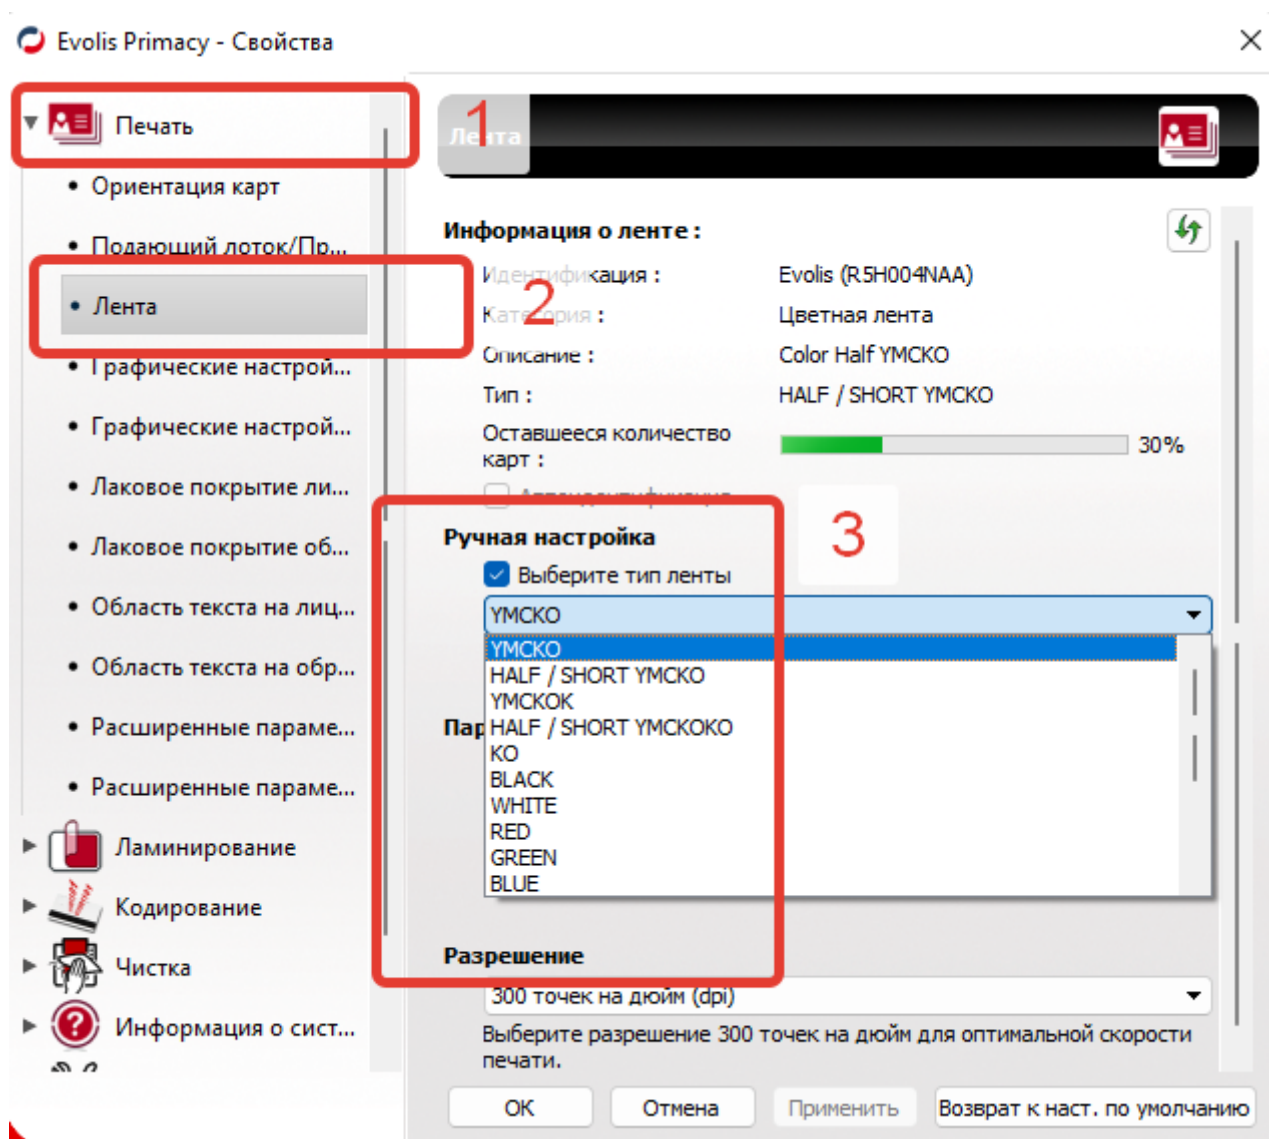 Evolis Primacy - Свойства
Печать
1
Лента
Ориентация карт
Подающий лоток/Пр...
2
Лента
Графические настрой...
Графические настрой...
Лаковое покрытие ли...
Лаковое покрытие об...
Область текста на лиц...
Область текста на обр...
Расширенные параме...
Расширенные параме...
Ламинирование
Кодирование
Чистка
Информация о сист...
Информация о ленте :
Идентификация : Evolis (R5H004NAA)
Категория : Цветная лента
Описание : Color Half YMCKO
Тип : HALF / SHORT YMCKO
Оставшееся количество
карт : 30%
Автоидентификация
3
Ручная настройка
Выберите тип ленты
YMCKO
YMCKO
HALF / SHORT YMCKO
YMCKOK
Пар
HALF / SHORT YMCKOKO
KO
BLACK
WHITE
RED
GREEN
BLUE
Разрешение
300 точек на дюйм (dpi)
Выберите разрешение 300 точек на дюйм для оптимальной скорости
печати.
ОК Отмена Применить Возврат к наст. по умолчанию